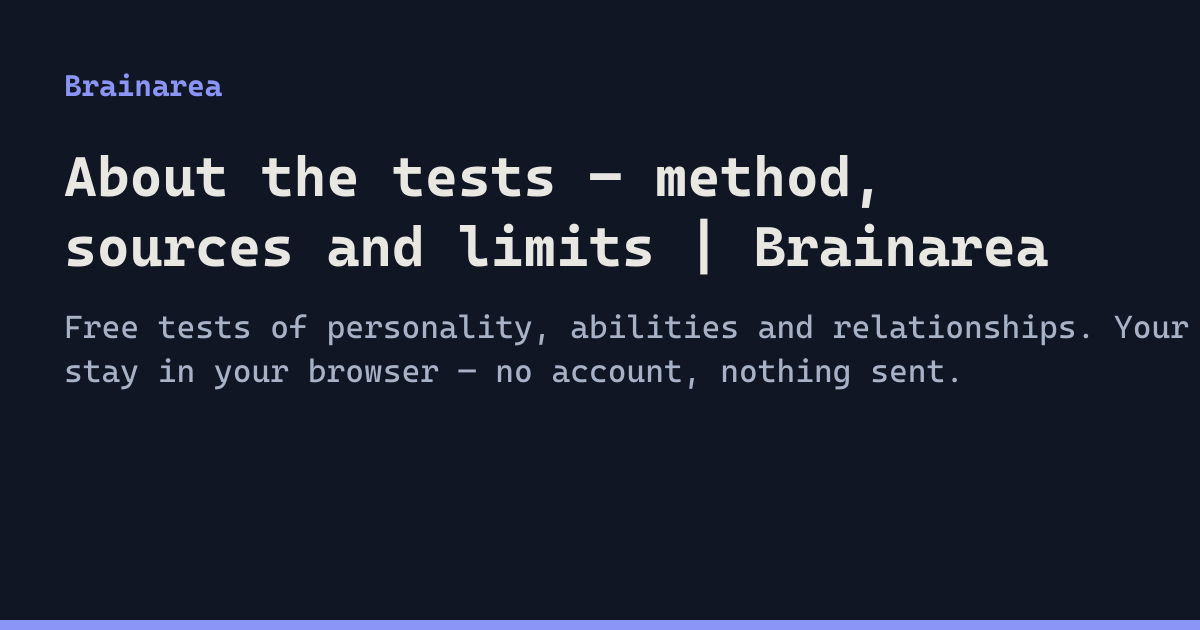 Brainarea
About the tests — method,
sources and limits | Brainarea
Free tests of personality, abilities and relationships. Your
stay in your browser — no account, nothing sent.